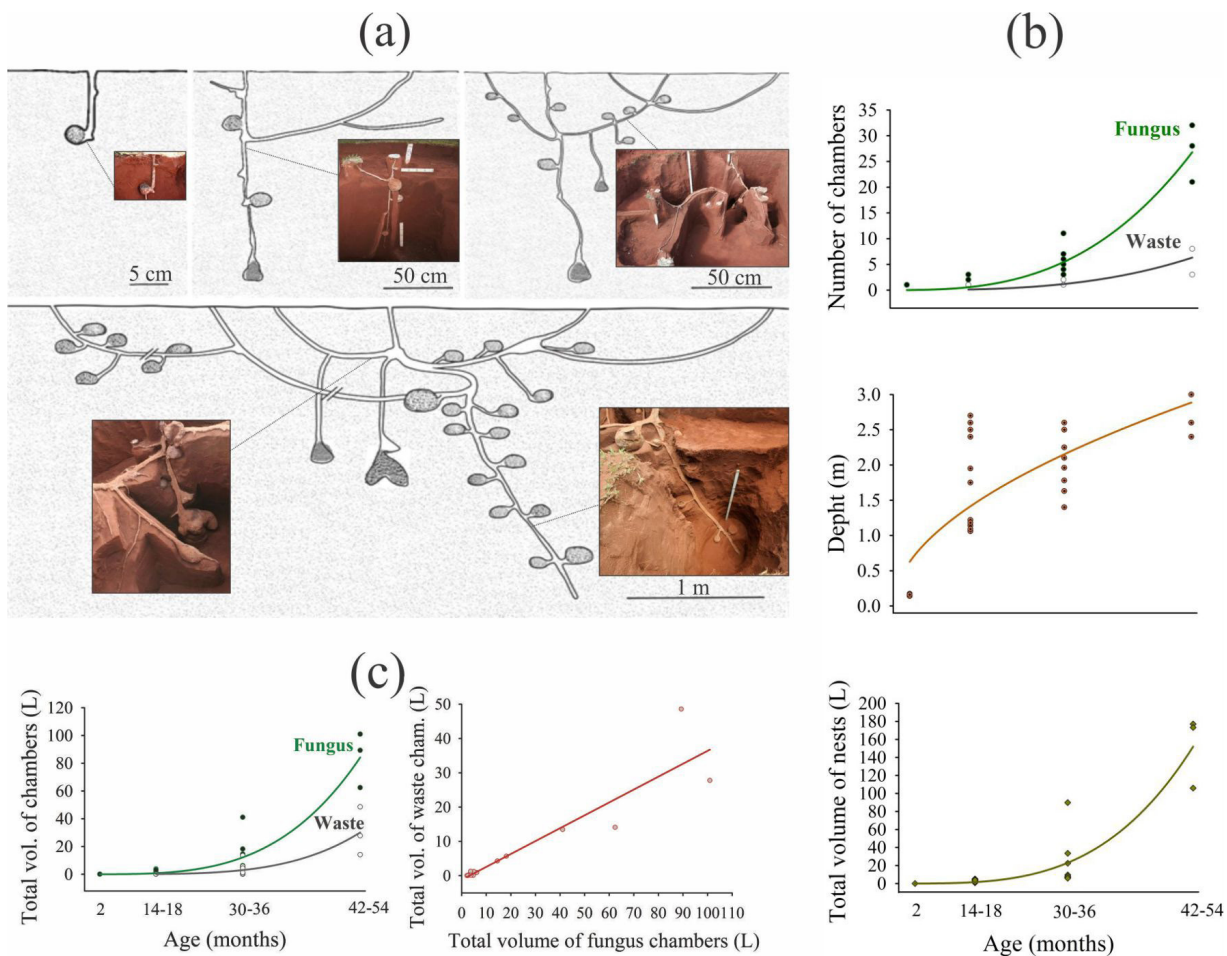 (a)
5 cm
50 cm
50 cm
1 m
(b)
Number of chambers
35
30
25
20
15
10
5
0
Fungus
Waste
Depht (m)
3.0
2.5
2.0
1.5
1.0
0.5
0.0
Total volume of nests (L)
200
180
160
140
120
100
80
60
40
20
0
2
14-18
30-36
42-54
Age (months)
(c)
Total vol. of chambers (L)
120
100
80
60
40
20
0
Fungus
Waste
2
14-18
30-36
42-54
Age (months)
Total vol. of waste cham. (L)
50
40
30
20
10
0
0 10 20 30 40 50 60 70 80 90 100110
Total volume of fungus chambers (L)